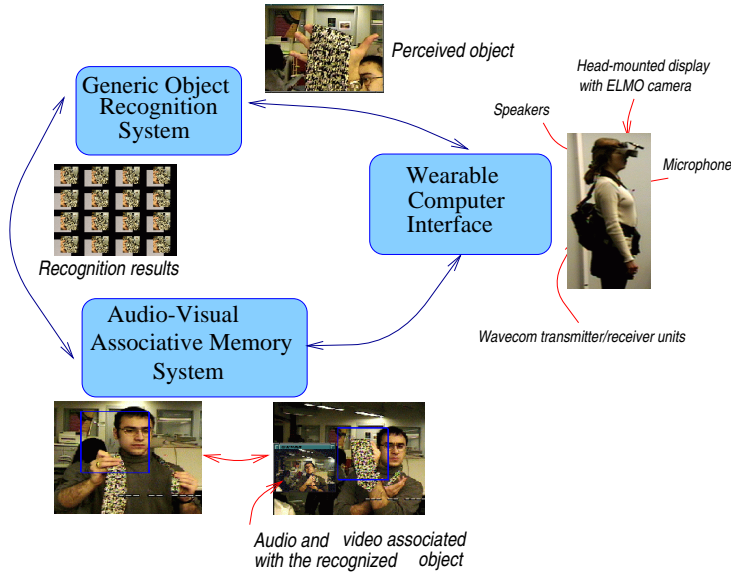 Perceived object
Generic Object
Recognition
System
Head-mounted display
with ELMO camera
Speakers
Microphone
Wearable
Computer
Interface
Recognition results
Audio-Visual
Associative Memory
System
Wavecom transmitter/receiver units
Audio and video associated
with the recognized object